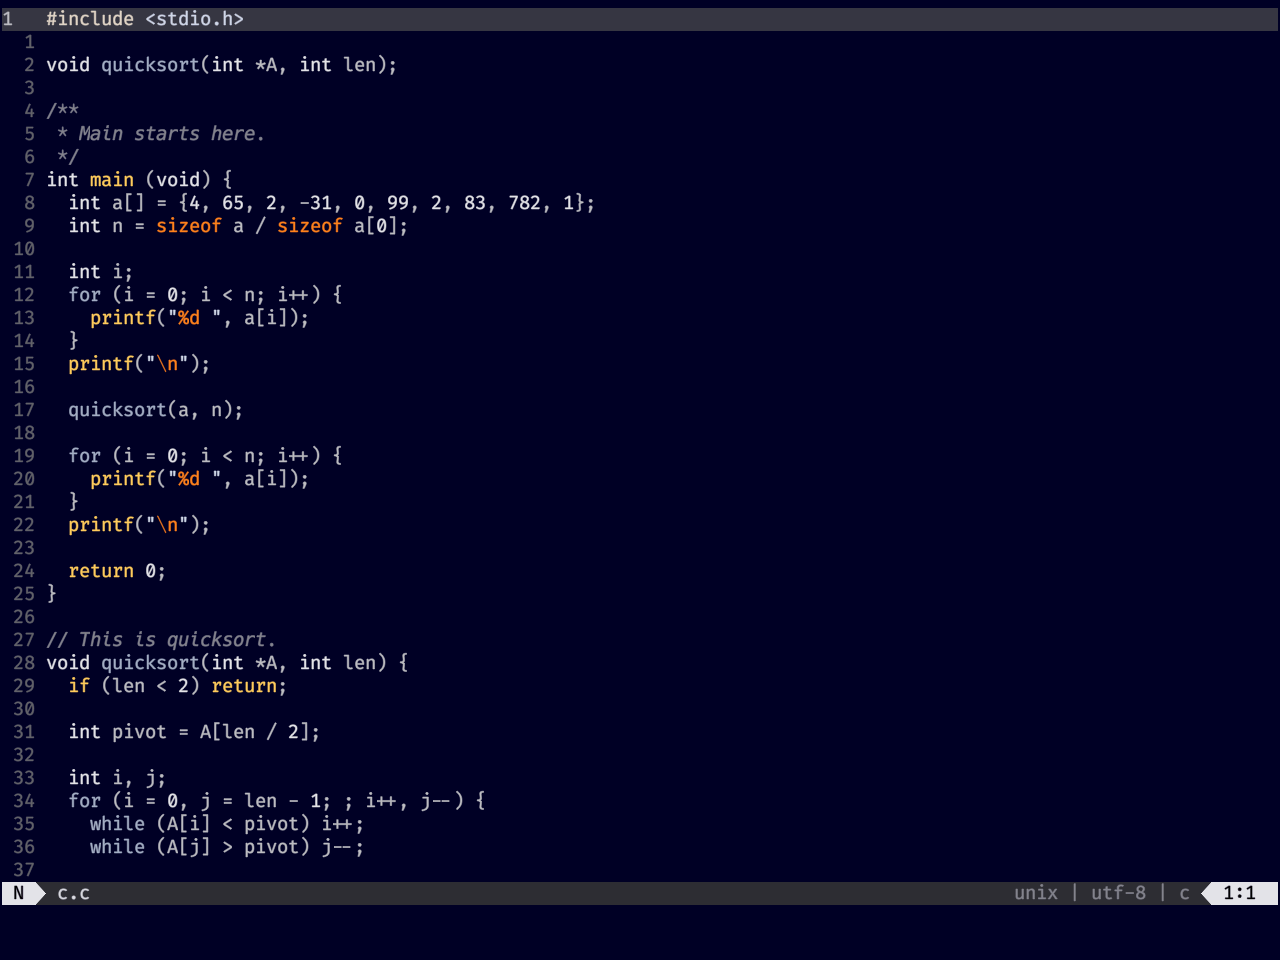 1   #include <stdio.h>
  1
  2 void quicksort(int *A, int len);
  3
  4 /**
  5  * Main starts here.
  6  */
  7 int main (void) {
  8   int a[] = {4, 65, 2, -31, 0, 99, 2, 83, 782, 1};
  9   int n = sizeof a / sizeof a[0];
 10
 11   int i;
 12   for (i = 0; i < n; i++) {
 13     printf("%d ", a[i]);
 14   }
 15   printf("\n");
 16
 17   quicksort(a, n);
 18
 19   for (i = 0; i < n; i++) {
 20     printf("%d ", a[i]);
 21   }
 22   printf("\n");
 23
 24   return 0;
 25 }
 26
 27 // This is quicksort.
 28 void quicksort(int *A, int len) {
 29   if (len < 2) return;
 30
 31   int pivot = A[len / 2];
 32
 33   int i, j;
 34   for (i = 0, j = len - 1; ; i++, j--) {
 35     while (A[i] < pivot) i++;
 36     while (A[j] > pivot) j--;
 37
N c.c unix | utf-8 | c 1:1